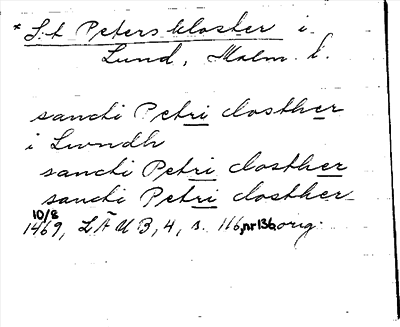 * S:t Peters kloster i
Lund, Malm. l.
sancti Petri closther
i Lwndh
sancti Petri closther
sancti Petri closther
10/8
1469, LÄUB, 4, s. 116, nr 136, orig.